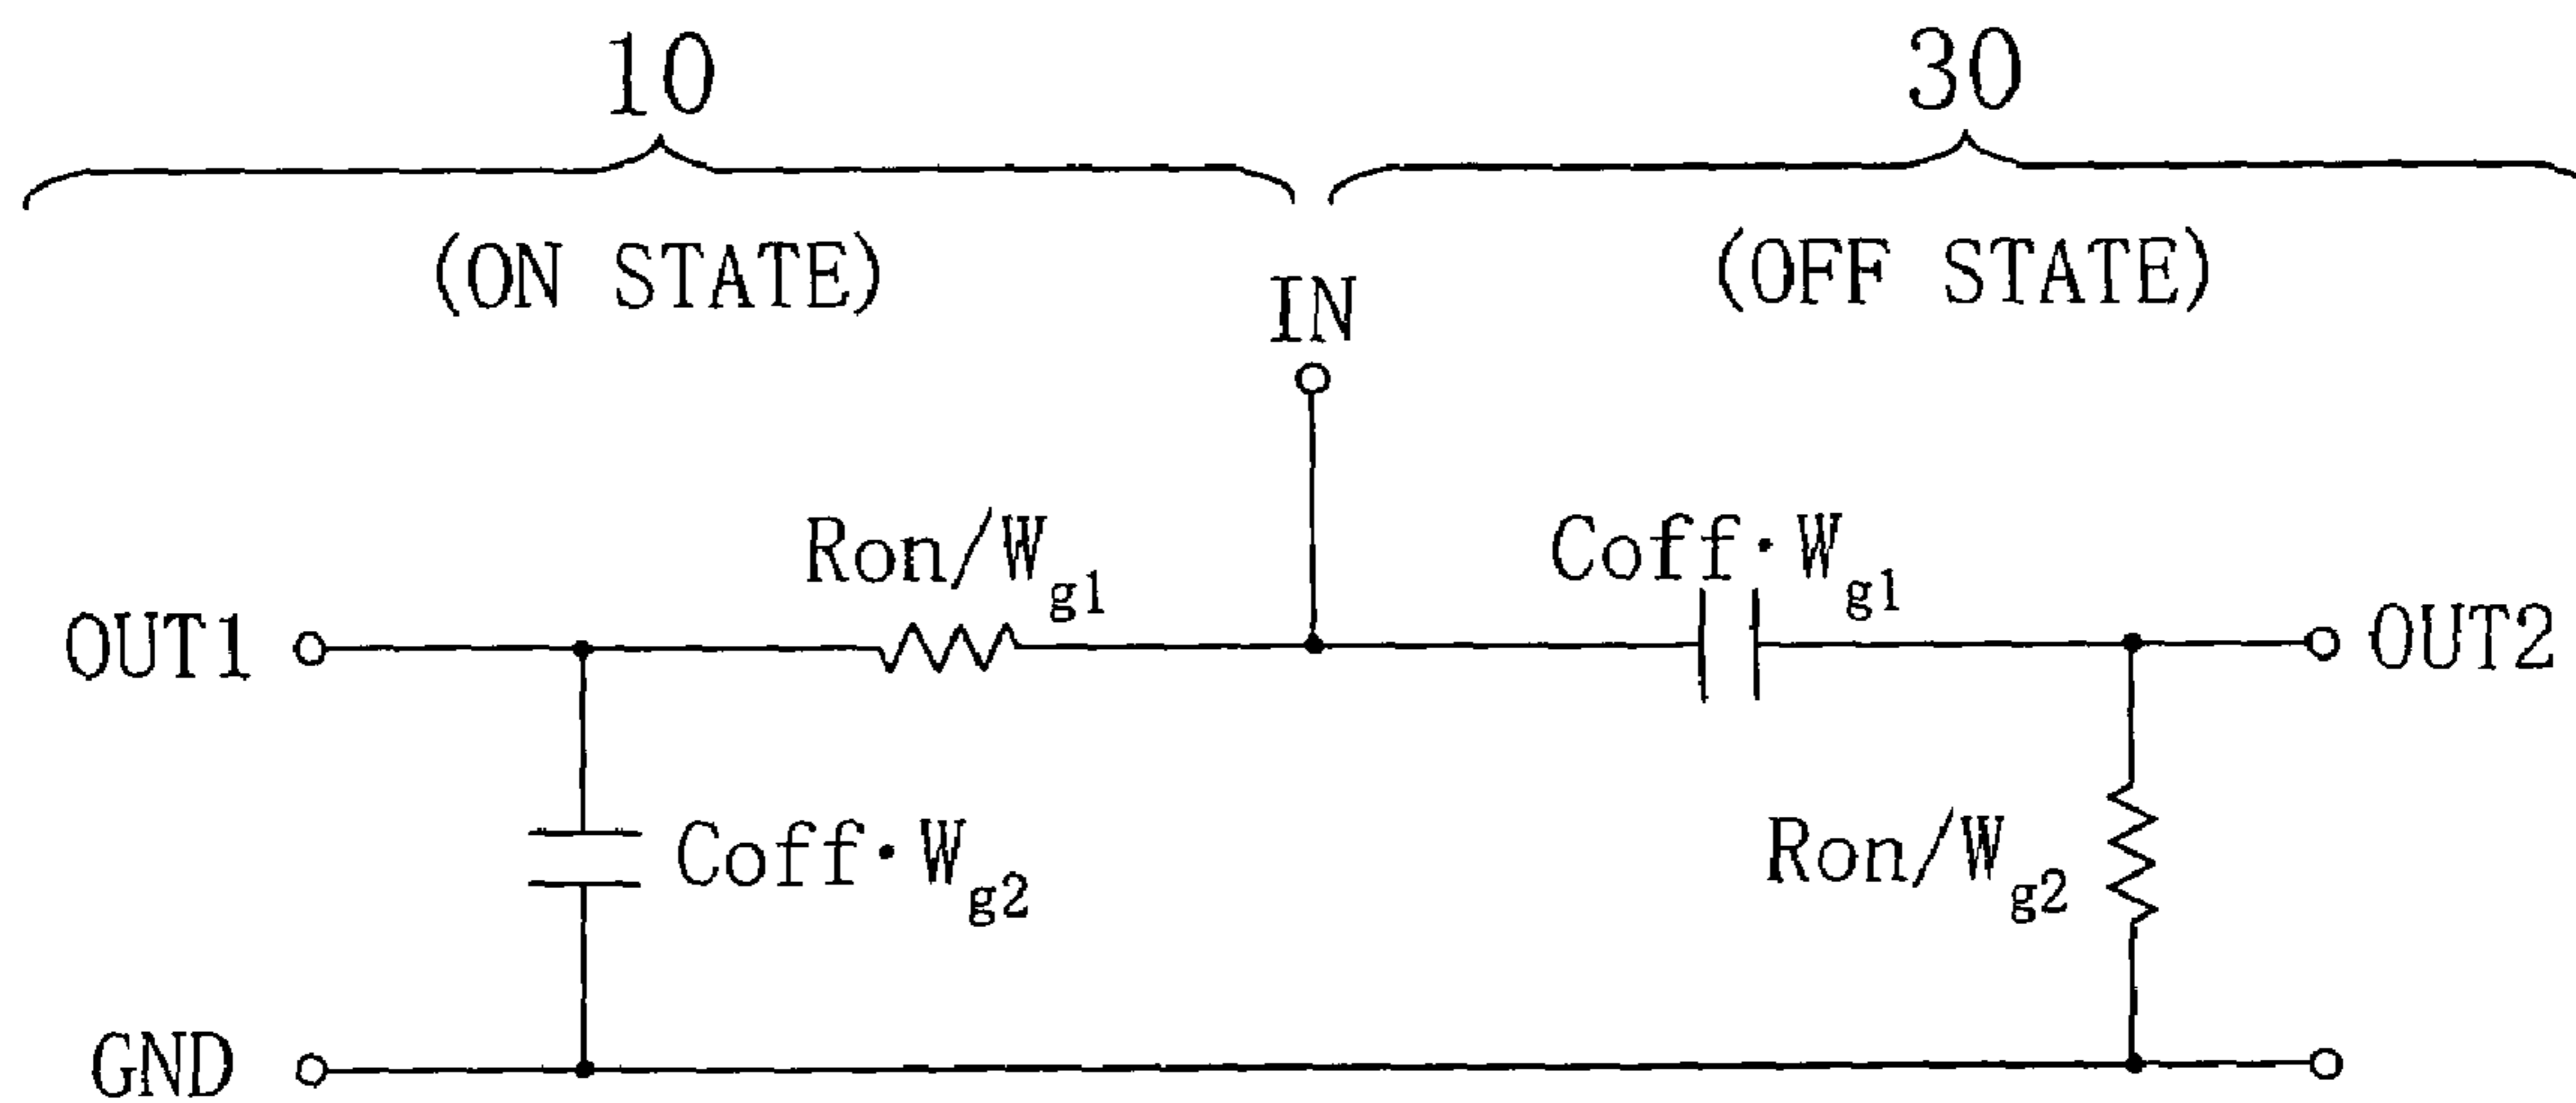 10
30
(ON STATE)
(OFF STATE)
IN
Ron/Wg1
Coff·Wg1
OUT1
OUT2
Coff·Wg2
Ron/Wg2
GND